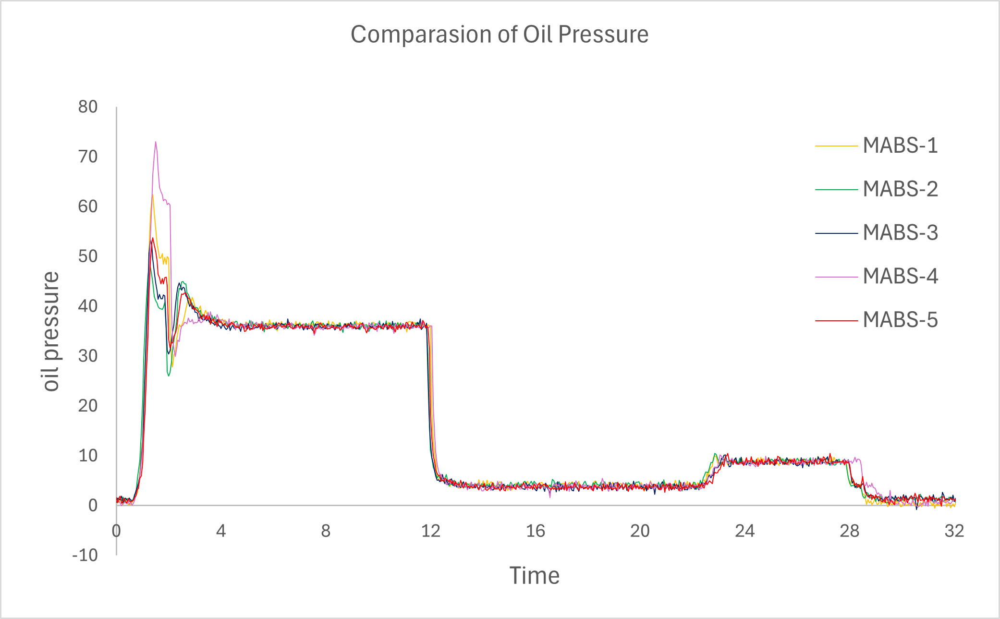 Comparasion of Oil Pressure
80
70
60
50
40
30
20
10
0
-10
oil pressure
0 4 8 12 16 20 24 28 32
Time
MABS-1
MABS-2
MABS-3
MABS-4
MABS-5